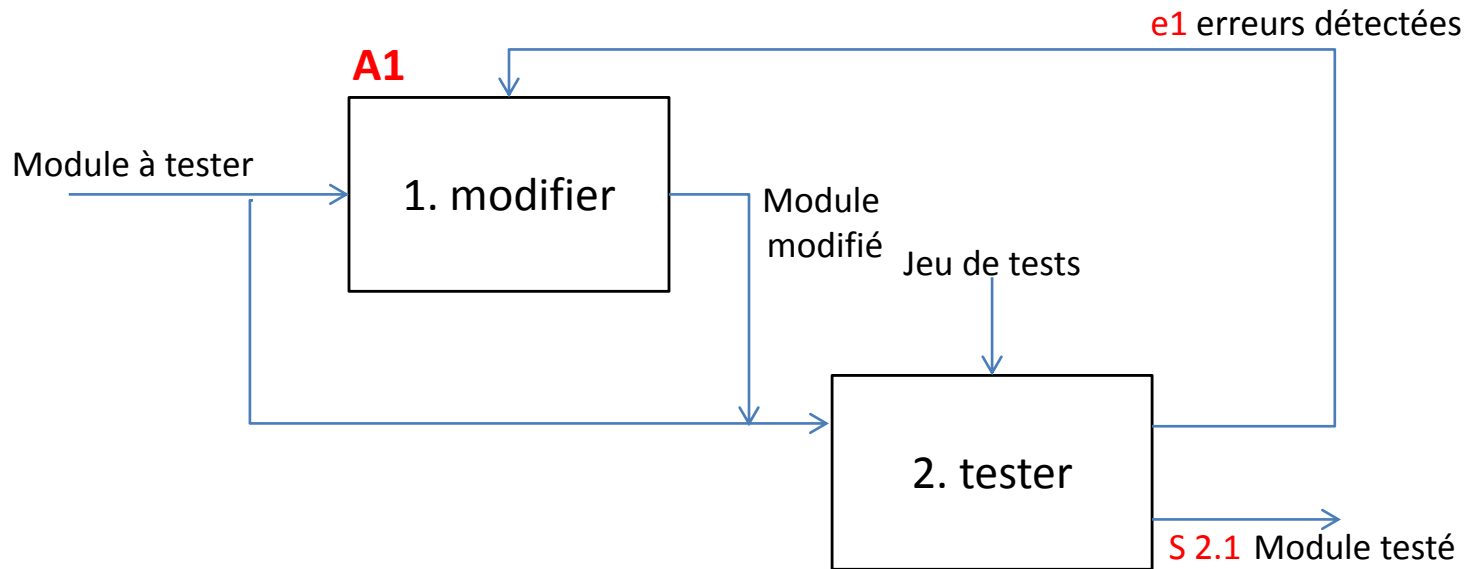 e1 erreurs détectées
A1
Module à tester
1. modifier
Module
modifié
Jeu de tests
2. tester
S 2.1 Module testé